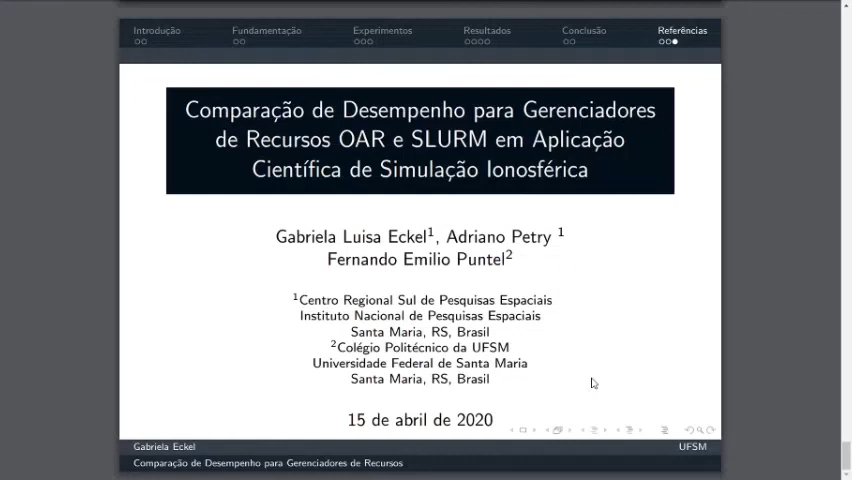 Introdução Fundamentação Experimentos Resultados Conclusão Referências
Comparação de Desempenho para Gerenciadores
de Recursos OAR e SLURM em Aplicação
Científica de Simulação Ionosférica
Gabriela Luisa Eckel¹, Adriano Petry ¹
Fernando Emilio Puntel²
¹Centro Regional Sul de Pesquisas Espaciais
Instituto Nacional de Pesquisas Espaciais
Santa Maria, RS, Brasil
²Colégio Politécnico da UFSM
Universidade Federal de Santa Maria
Santa Maria, RS, Brasil
15 de abril de 2020
Gabriela Eckel UFSM
Comparação de Desempenho para Gerenciadores de Recursos